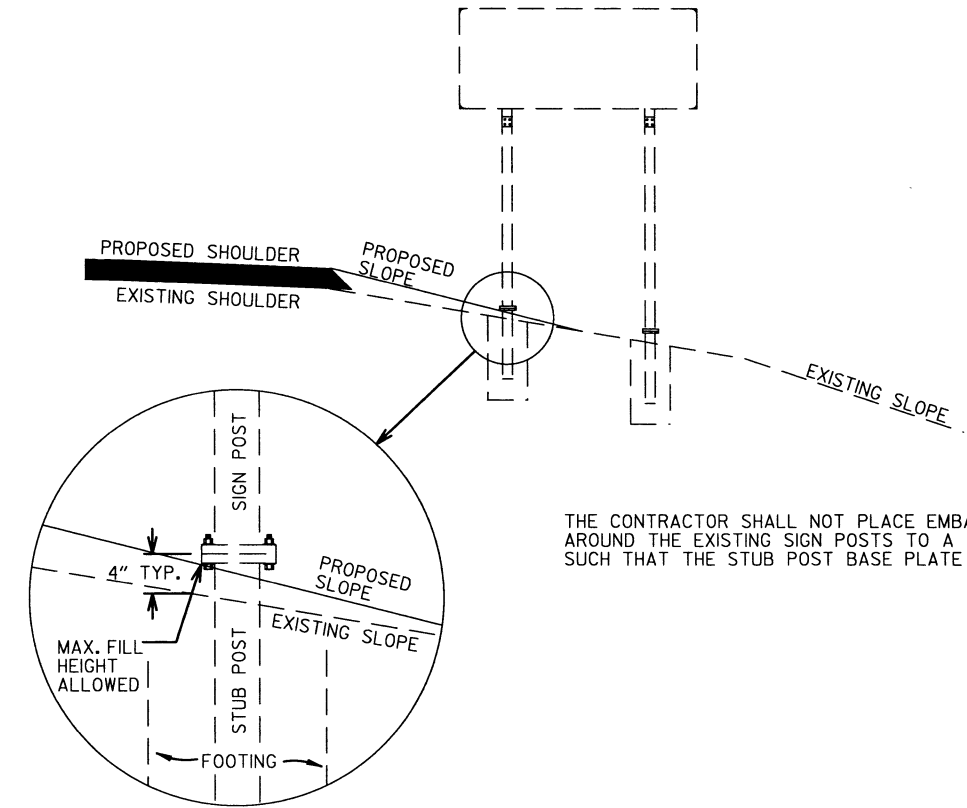 PROPOSED SHOULDER
PROPOSED
SLOPE
EXISTING SHOULDER
EXISTING SLOPE
SIGN POST
4" TYP.
PROPOSED
SLOPE
EXISTING SLOPE
MAX. FILL
HEIGHT
ALLOWED
STUB POST
FOOTING
THE CONTRACTOR SHALL NOT PLACE EMBA
AROUND THE EXISTING SIGN POSTS TO A
SUCH THAT THE STUB POST BASE PLATE